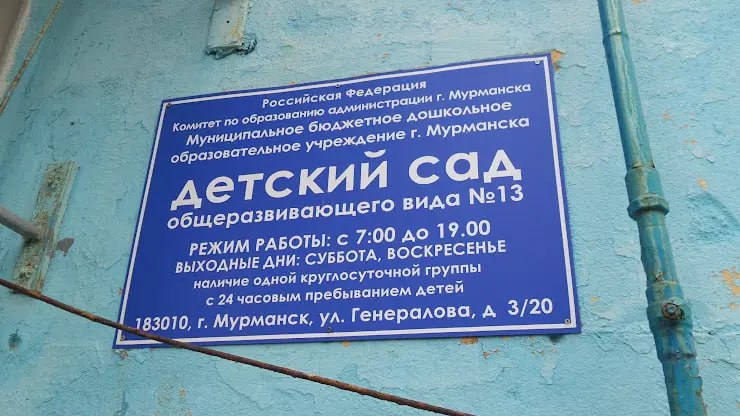 Российская Федерация
Комитет по образованию администрации г. Мурманска
Муниципальное бюджетное дошкольное
образовательное учреждение г. Мурманска
детский сад
общеразвивающего вида №13
РЕЖИМ РАБОТЫ: с 7:00 до 19.00
ВЫХОДНЫЕ ДНИ: СУББОТА, ВОСКРЕСЕНЬЕ
наличие одной круглосуточной группы
с 24 часовым пребыванием детей
183010, г. Мурманск, ул. Генералова, д 3/20